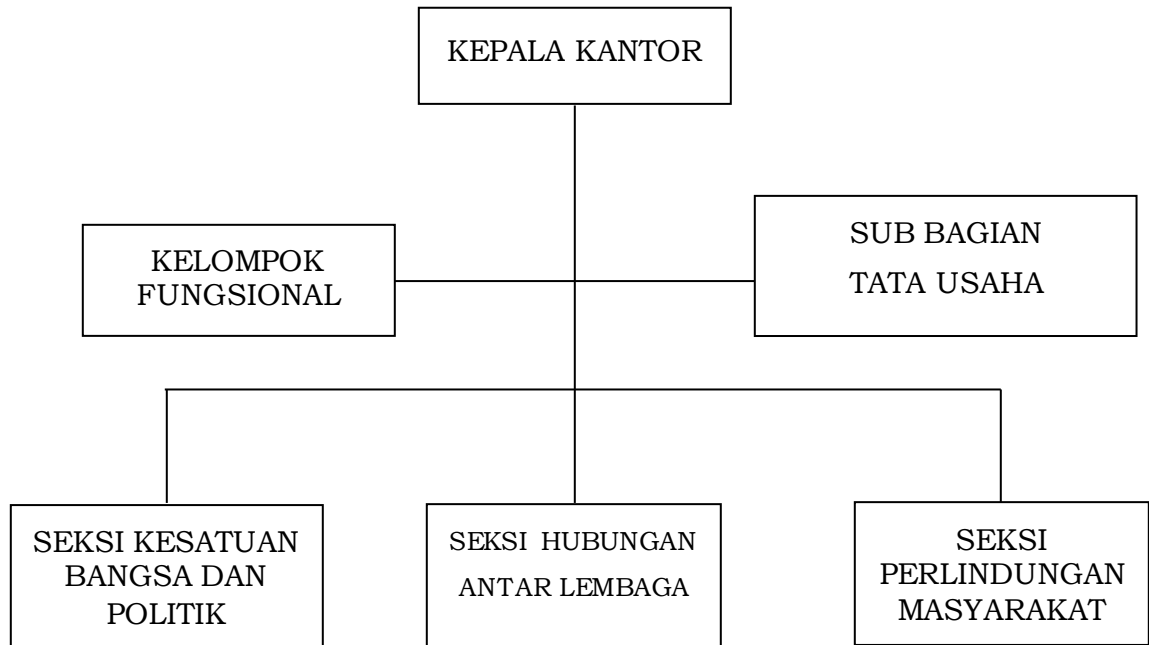 KEPALA KANTOR
KELOMPOK
FUNGSIONAL
SUB BAGIAN
TATA USAHA
SEKSI KESATUAN
BANGSA DAN
POLITIK
SEKSI HUBUNGAN
ANTAR LEMBAGA
SEKSI
PERLINDUNGAN
MASYARAKAT